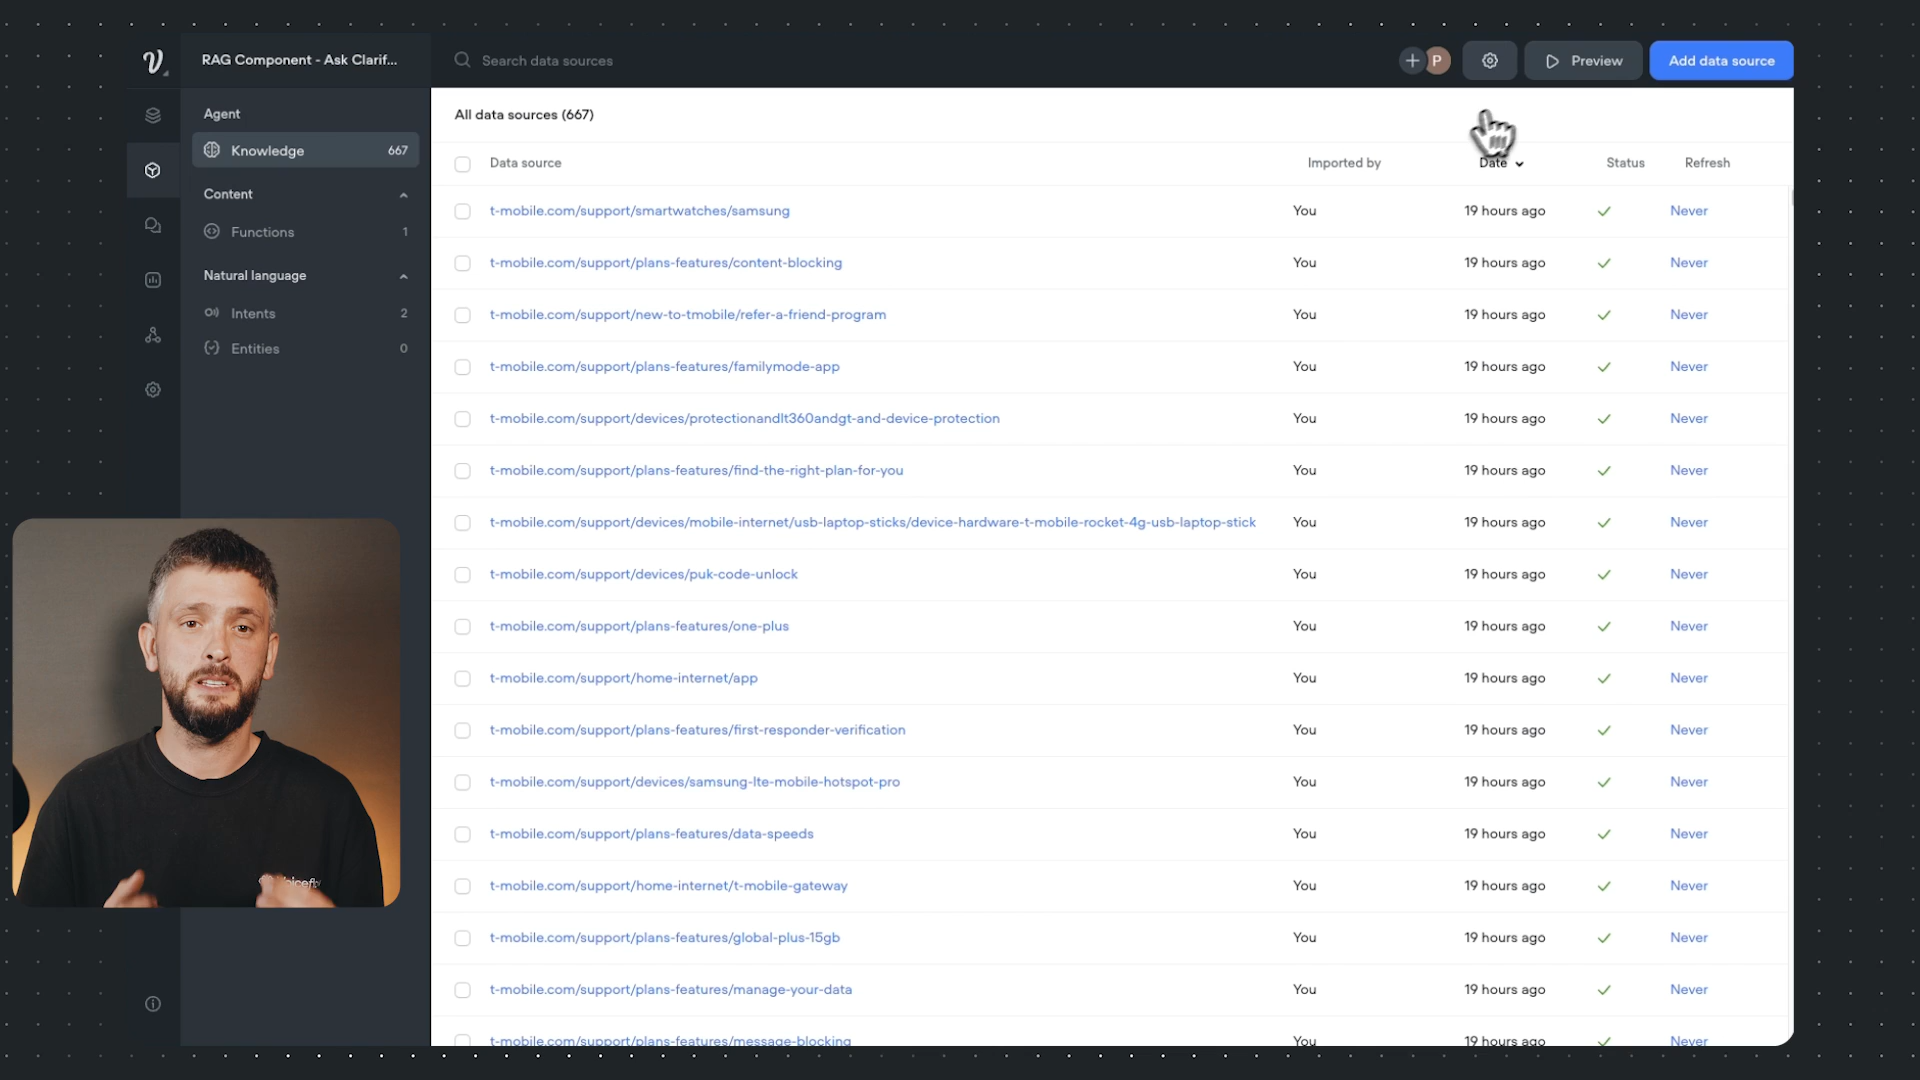 RAG Component - Ask Clarif...
Search data sources
P
Preview
Add data source
Agent
Knowledge 667
Content
Functions 1
Natural language
Intents 2
Entities 0
All data sources (667)
Data source Imported by Date Status Refresh
t-mobile.com/support/smartwatches/samsung You 19 hours ago Never
t-mobile.com/support/plans-features/content-blocking You 19 hours ago Never
t-mobile.com/support/new-to-tmobile/refer-a-friend-program You 19 hours ago Never
t-mobile.com/support/plans-features/familymode-app You 19 hours ago Never
t-mobile.com/support/devices/protectionandlt360andgt-and-device-protection You 19 hours ago Never
t-mobile.com/support/plans-features/find-the-right-plan-for-you You 19 hours ago Never
t-mobile.com/support/devices/mobile-internet/usb-laptop-sticks/device-hardware-t-mobile-rocket-4g-usb-laptop-stick You 19 hours ago Never
t-mobile.com/support/devices/puk-code-unlock You 19 hours ago Never
t-mobile.com/support/plans-features/one-plus You 19 hours ago Never
t-mobile.com/support/home-internet/app You 19 hours ago Never
t-mobile.com/support/plans-features/first-responder-verification You 19 hours ago Never
t-mobile.com/support/devices/samsung-lte-mobile-hotspot-pro You 19 hours ago Never
t-mobile.com/support/plans-features/data-speeds You 19 hours ago Never
t-mobile.com/support/home-internet/t-mobile-gateway You 19 hours ago Never
t-mobile.com/support/plans-features/global-plus-15gb You 19 hours ago Never
t-mobile.com/support/plans-features/manage-your-data You 19 hours ago Never
t-mobile.com/support/plans-features/message-blocking You 19 hours ago Never